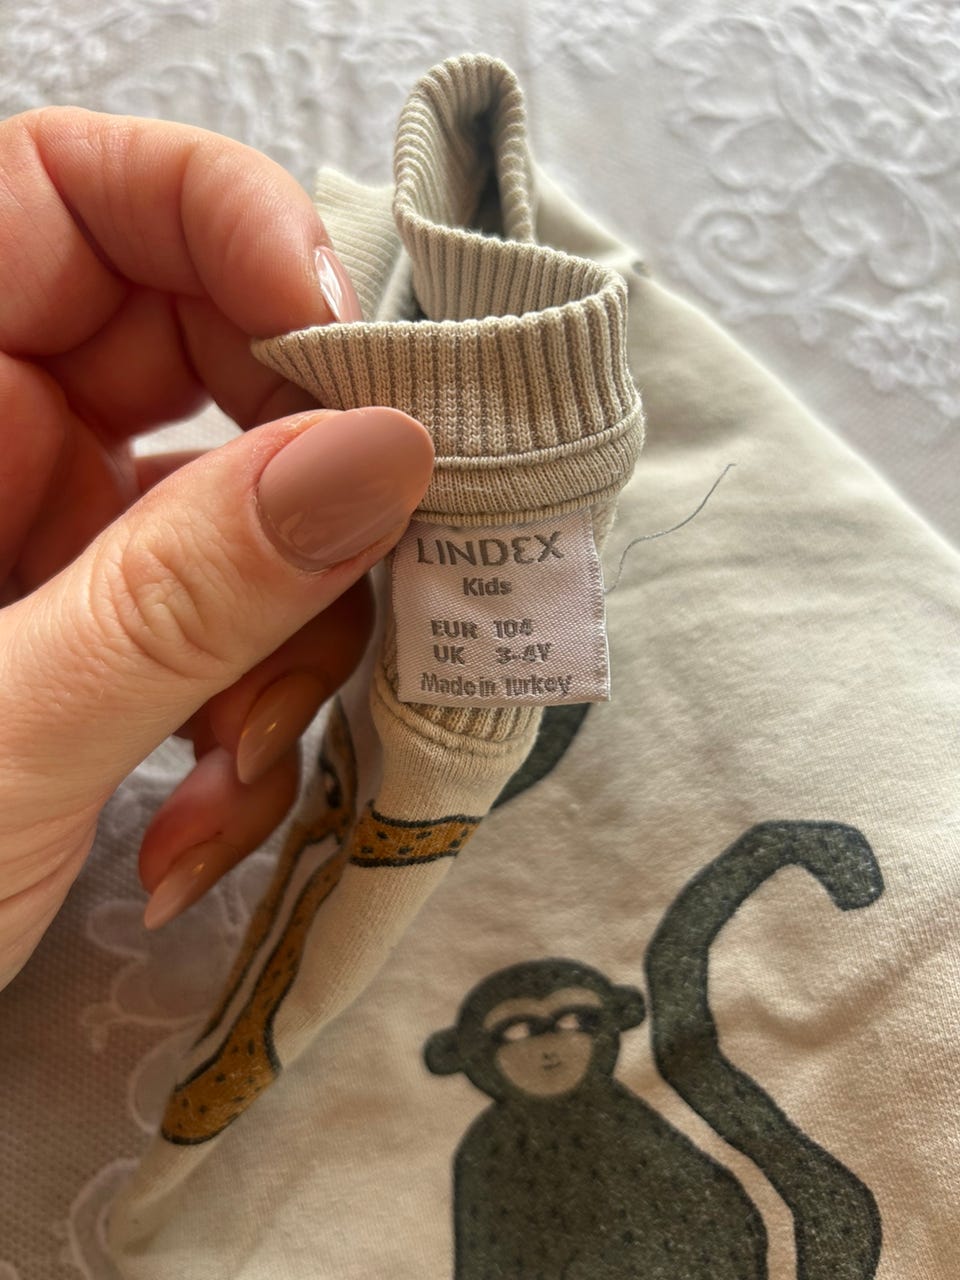 LINDEX
Kids
EUR 104
UK 3-4Y
Made in Turkey